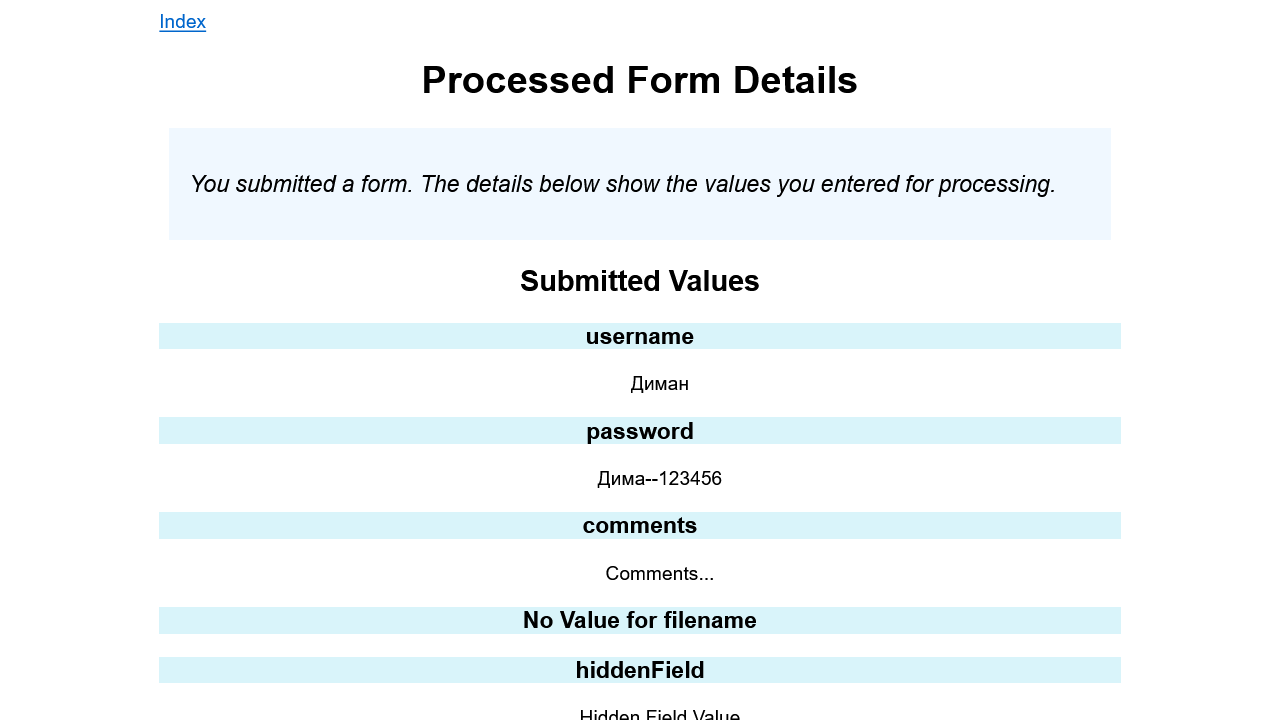 Index
Processed Form Details
You submitted a form. The details below show the values you entered for processing.
Submitted Values
username
Диман
password
Дима--123456
comments
Comments...
No Value for filename
hiddenField
Hidden Field Value